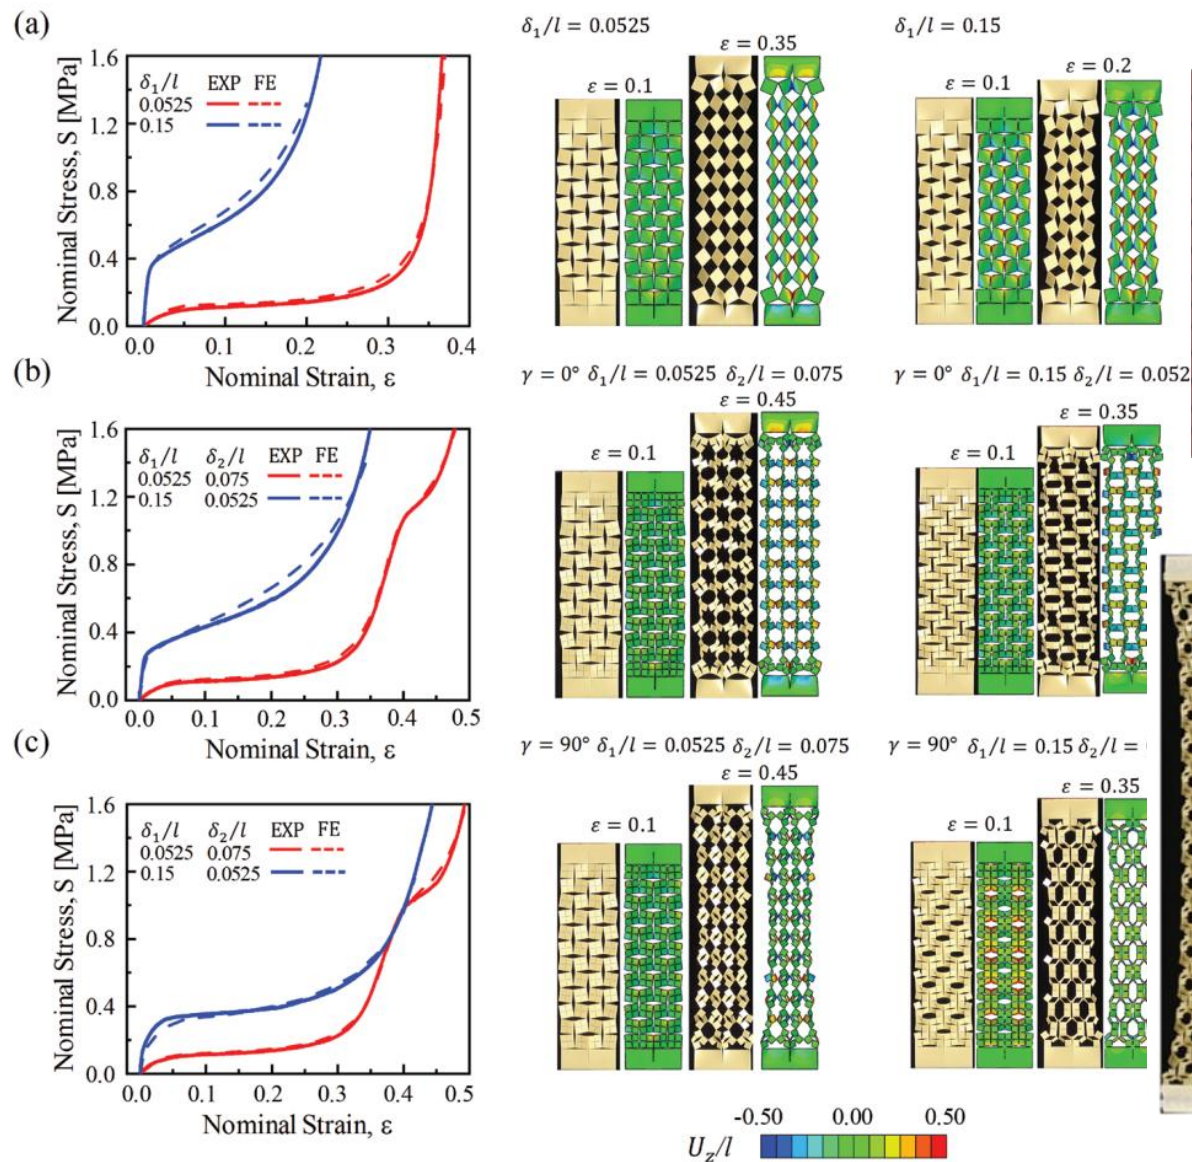 (a)
δ₁/l = 0.0525
δ₁/l = 0.15
ε = 0.35
ε = 0.1
ε = 0.2
ε = 0.1
Nominal Stress, S [MPa]
1.6
1.2
0.8
0.4
0.0
δ₁/l EXP FE
0.0525
0.15
0.0 0.1 0.2 0.3 0.4
Nominal Strain, ε
(b)
γ = 0° δ₁/l = 0.0525 δ₂/l = 0.075
γ = 0° δ₁/l = 0.15 δ₂/l = 0.052
ε = 0.45
ε = 0.1
ε = 0.35
ε = 0.1
Nominal Stress, S [MPa]
1.6
1.2
0.8
0.4
0.0
δ₁/l δ₂/l EXP FE
0.0525 0.075
0.15 0.0525
0.0 0.1 0.2 0.3 0.4 0.5
Nominal Strain, ε
(c)
γ = 90° δ₁/l = 0.0525 δ₂/l = 0.075
γ = 90° δ₁/l = 0.15 δ₂/l =
ε = 0.45
ε = 0.1
ε = 0.35
ε = 0.1
Nominal Stress, S [MPa]
1.6
1.2
0.8
0.4
0.0
δ₁/l δ₂/l EXP FE
0.0525 0.075
0.15 0.0525
0.0 0.1 0.2 0.3 0.4 0.5
Nominal Strain, ε
-0.50 0.00 0.50
U_z/l